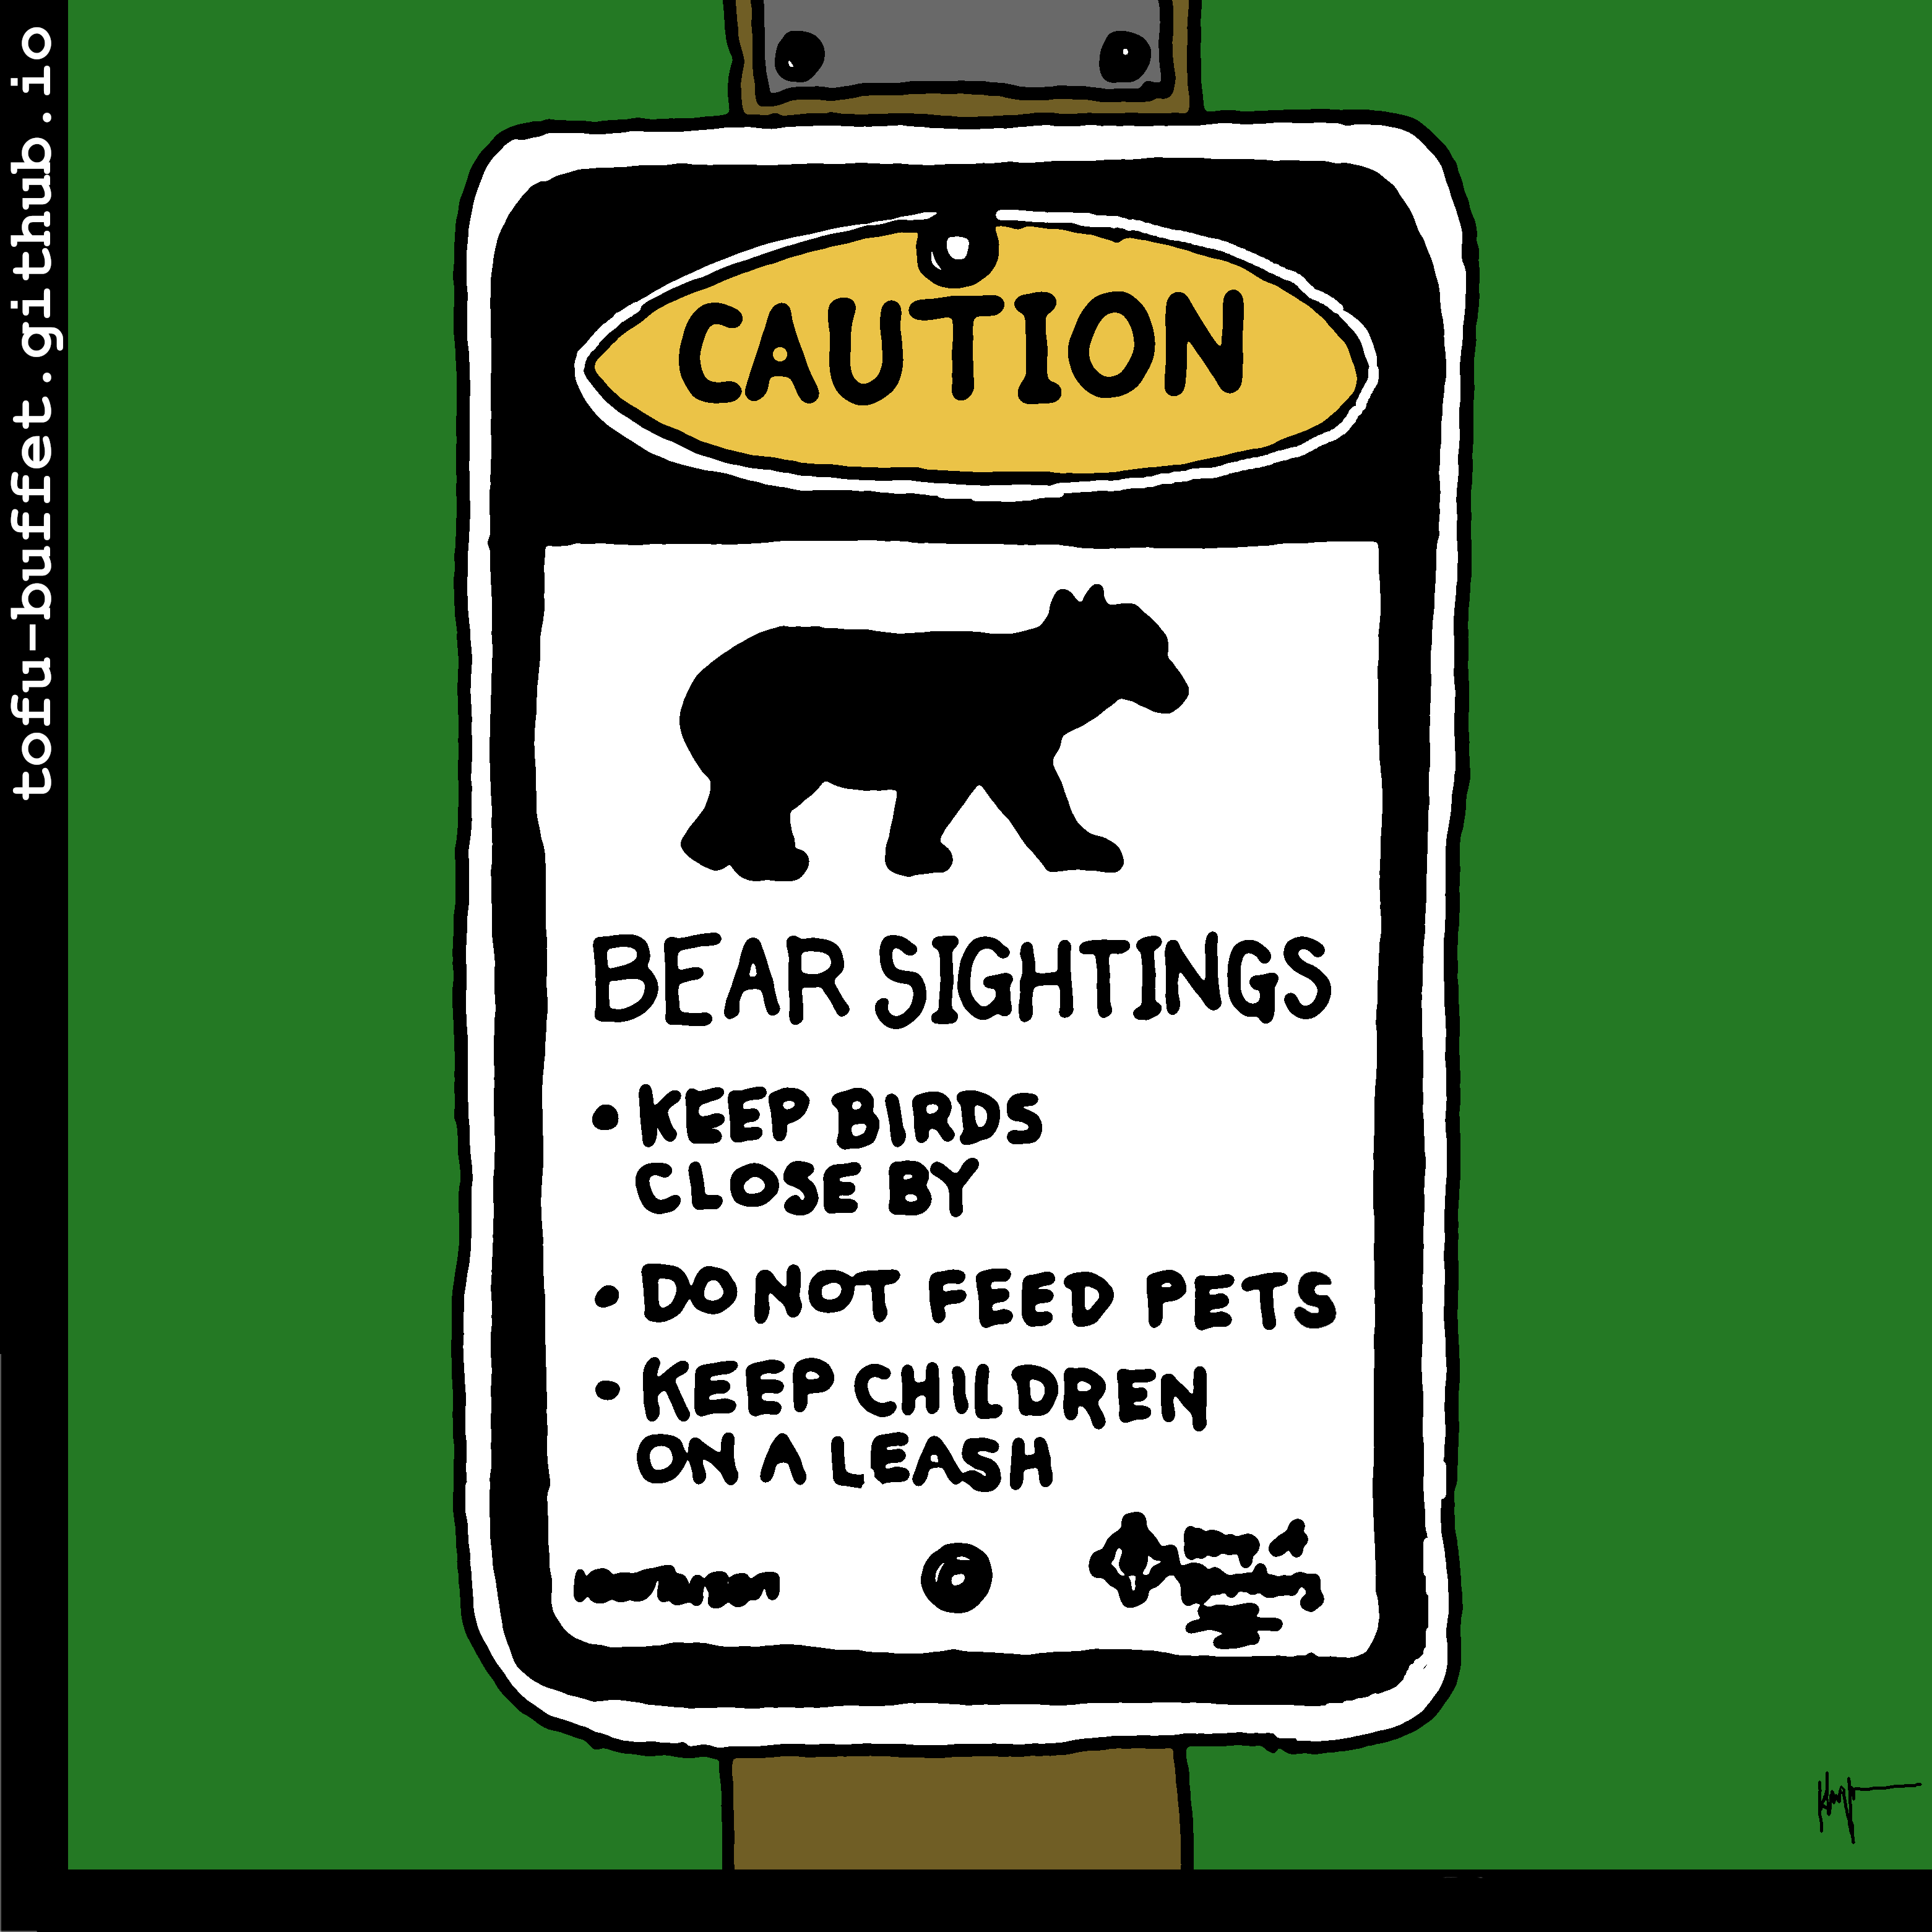 tofu-buffet.github.io
CAUTION
BEAR SIGHTINGS
• KEEP BIRDS
CLOSE BY
• DO NOT FEED PETS
• KEEP CHILDREN
ON A LEASH